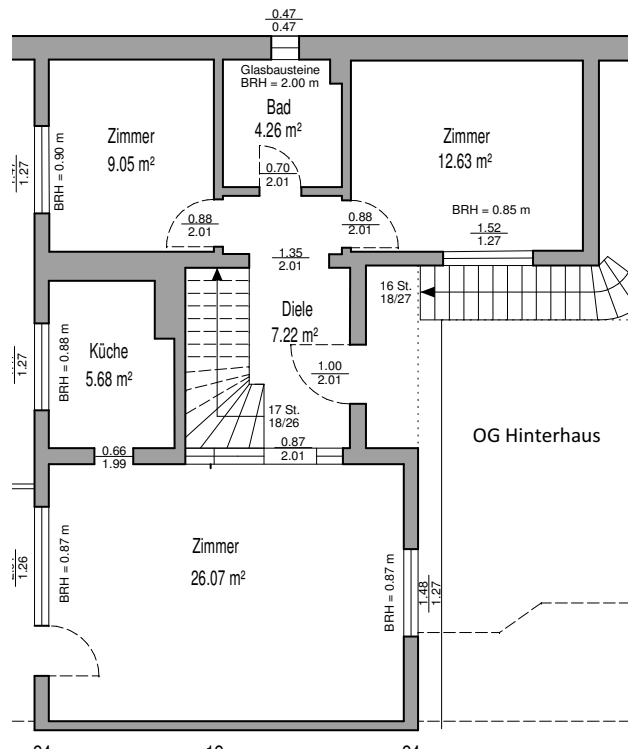 0.47
0.47
Glasbausteine
BRH = 2.00 m
Bad
4.26 m²
Zimmer
9.05 m²
Zimmer
12.63 m²
1.27
BRH = 0.90 m
0.70
2.01
0.88
2.01
0.88
2.01
BRH = 0.85 m
1.52
1.27
1.35
2.01
16 St.
18/27
Diele
7.22 m²
Küche
5.68 m²
1.27
BRH = 0.88 m
1.00
2.01
17 St.
18/26
0.66
1.99
0.87
2.01
OG Hinterhaus
Zimmer
26.07 m²
1.26
BRH = 0.87 m
BRH = 0.87 m
1.48
1.27